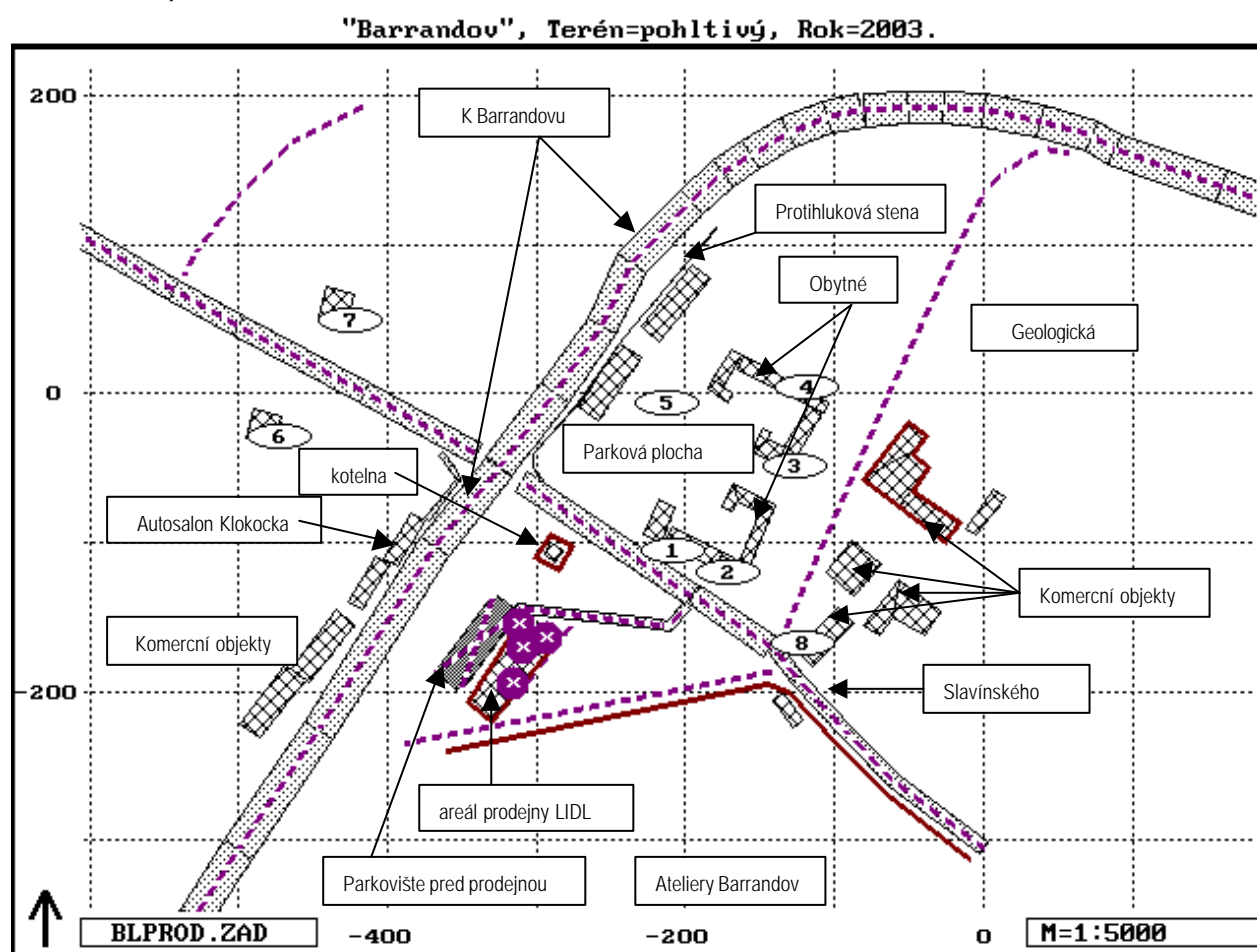 "Barrandov", Terén=pohltivý, Rok=2003.
200
K Barrandovu
Protihluková stena
Obytné
7
Geologická
0
4
5
6
Parková plocha
3
kotelna
Autosalon Klokocka
1
2
Komercní objekty
Komercní objekty
8
-200
Slavínského
areál prodejny LIDL
Parkovište pred prodejnou
Ateliery Barrandov
BLPROD.ZAD
-400
-200
0
M=1:5000